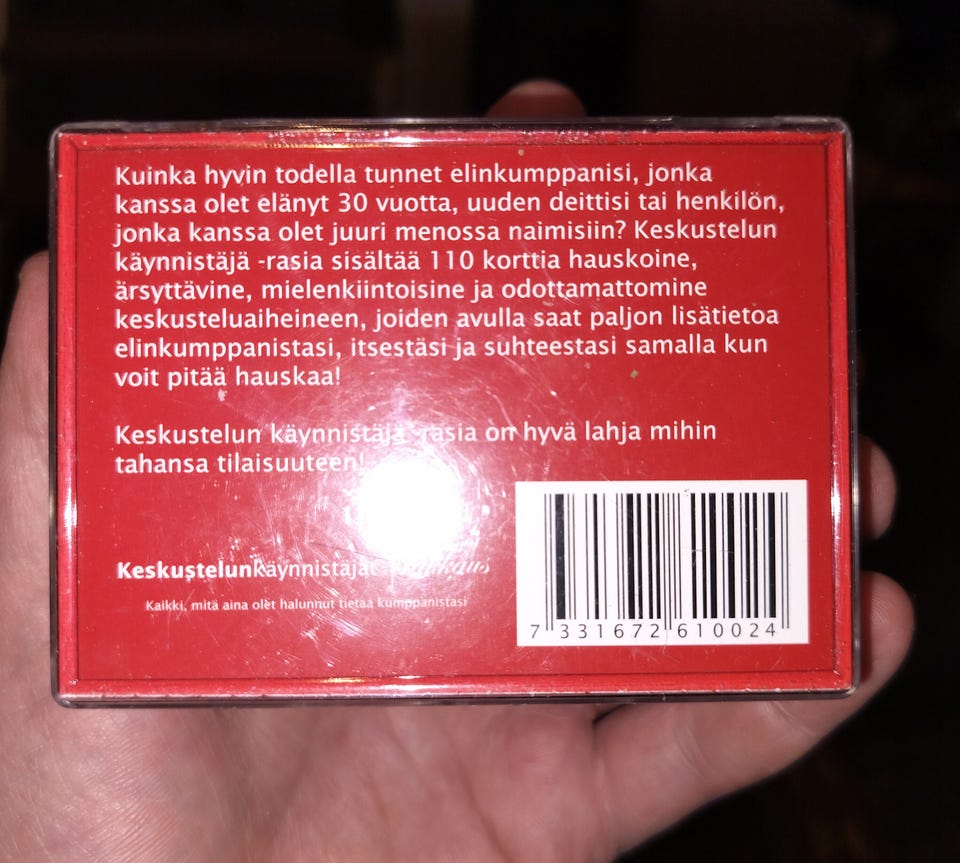 Kuinka hyvin todella tunnet elinkumppanisi, jonka
kanssa olet elänyt 30 vuotta, uuden deittisi tai henkilön,
jonka kanssa olet juuri menossa naimisiin? Keskustelun
käynnistäjä -rasia sisältää 110 korttia hauskoine,
ärsyttävine, mielenkiintoisine ja odottamattomine
keskusteluaiheineen, joiden avulla saat paljon lisätietoa
elinkumppanistasi, itsestäsi ja suhteestasi samalla kun
voit pitää hauskaa!
Keskustelun käynnistäjä -rasia on hyvä lahja mihin
tahansa tilaisuuteen!
Keskustelunkäynnistäjät
Kaikki, mitä aina olet halunnut tietää kumppanistasi
7 331672 610024